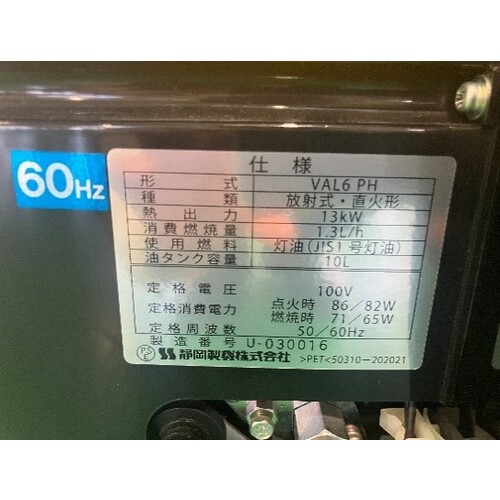 60Hz
仕様
形式 VAL6 PH
種類 放射式・直火形
熱出力 13kW
消費燃焼量 1.3L/h
使用燃料 灯油(JIS1号灯油)
油タンク容量 10L
定格電圧 100V
定格消費電力 点火時 86/82W
燃焼時 71/65W
定格周波数 50/60Hz
製造番号 U-030016
PSE 静岡製機株式会社 >PET<50310-202021